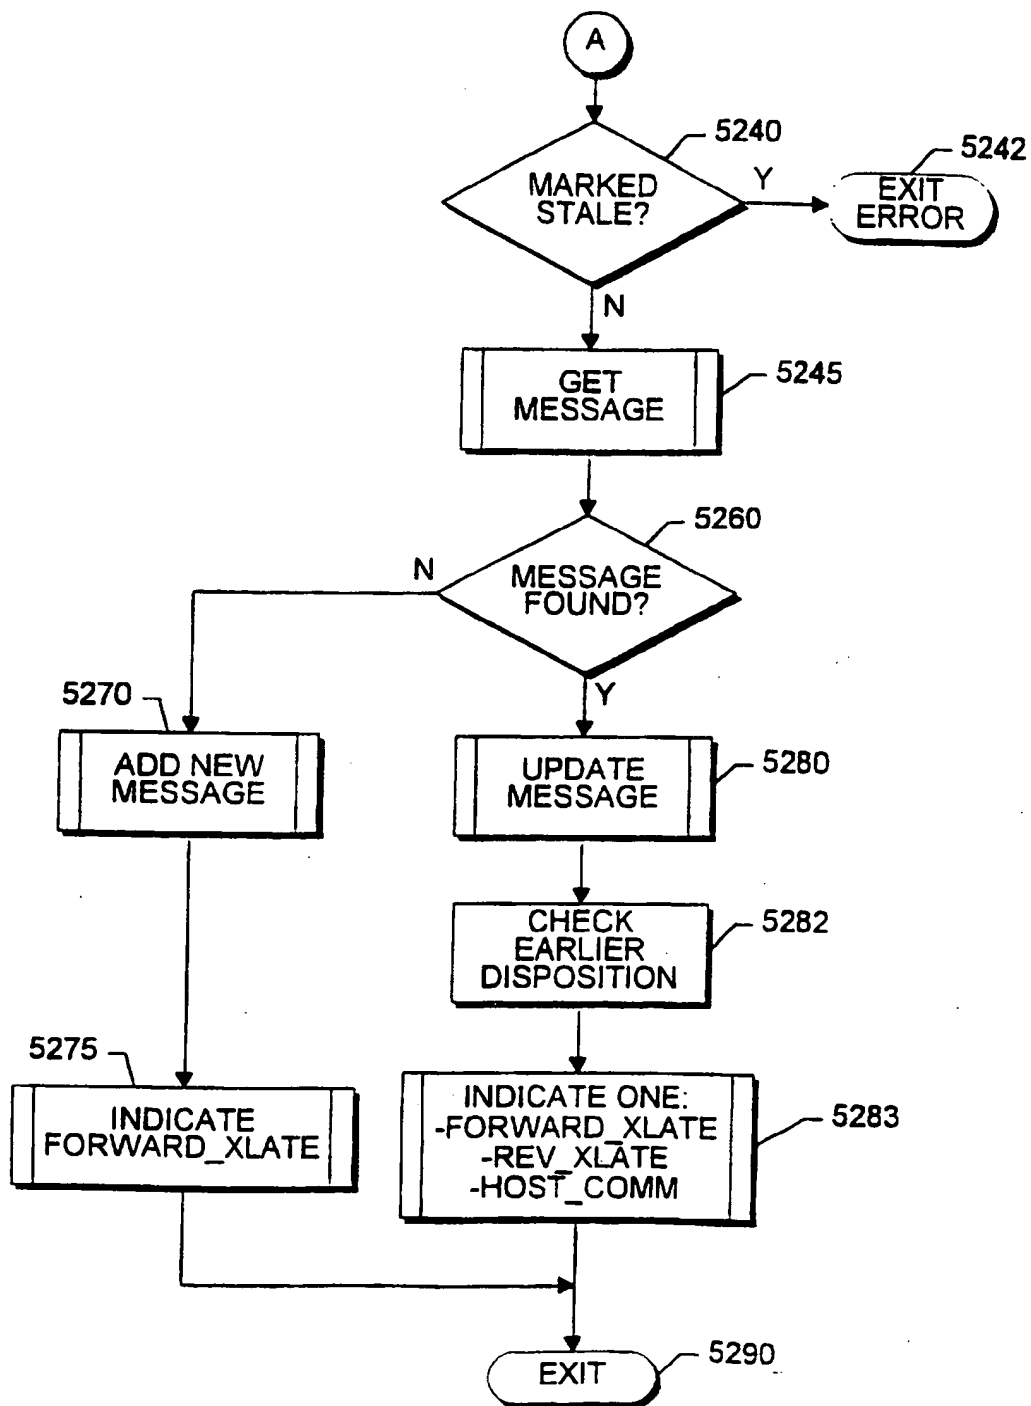 A
5240
MARKED
STALE?
Y
5242
EXIT
ERROR
N
GET
MESSAGE
5245
5260
MESSAGE
FOUND?
N
Y
5270
ADD NEW
MESSAGE
UPDATE
MESSAGE
5280
CHECK
EARLIER
DISPOSITION
5282
5275
INDICATE
FORWARD_XLATE
INDICATE ONE:
-FORWARD_XLATE
-REV_XLATE
-HOST_COMM
5283
EXIT
5290